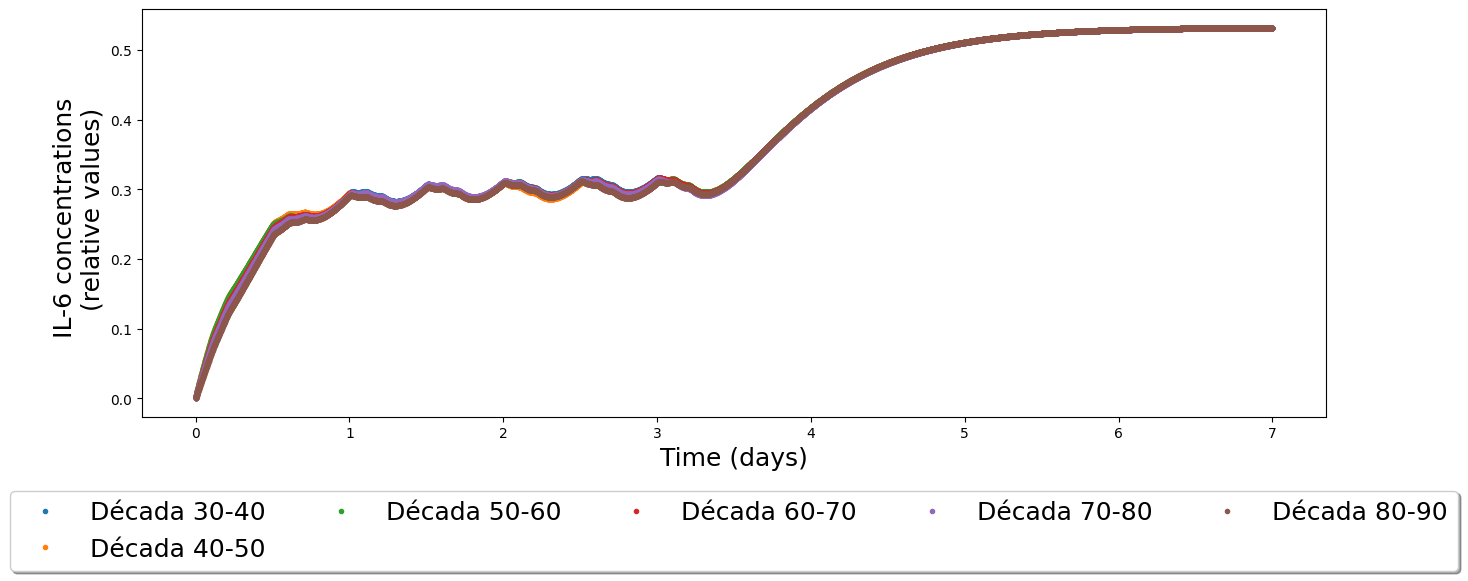 IL-6 concentrations
(relative values)
0.5
0.4
0.3
0.2
0.1
0.0
0 1 2 3 4 5 6 7
Time (days)
Década 30-40 Década 50-60 Década 60-70 Década 70-80 Década 80-90
Década 40-50